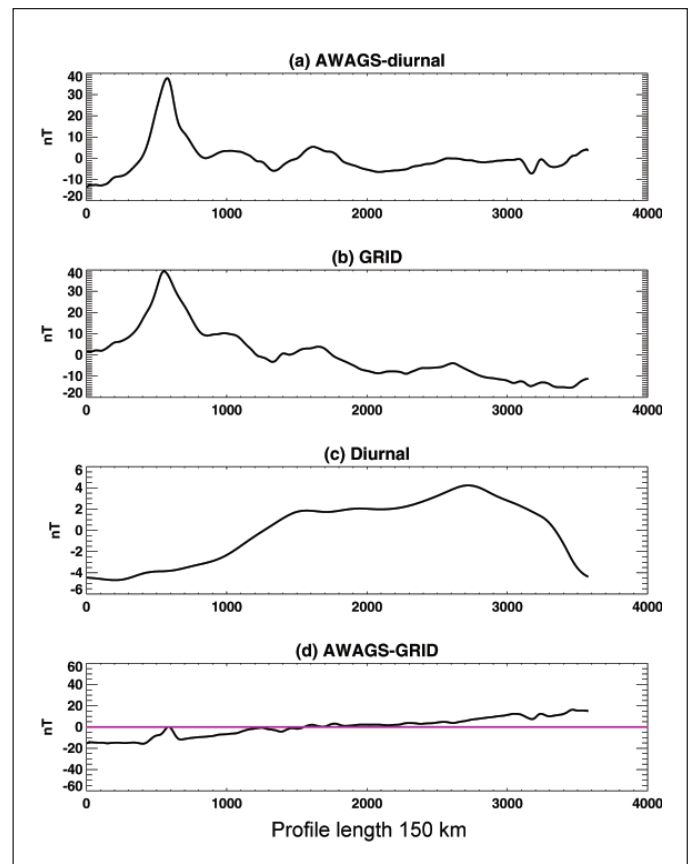 (a) AWAGS-diurnal
40
30
20
10
0
-10
-20
nT
0 1000 2000 3000 4000
(b) GRID
40
30
20
10
0
-10
-20
nT
0 1000 2000 3000 4000
(c) Diurnal
6
4
2
0
-2
-4
-6
nT
0 1000 2000 3000 4000
(d) AWAGS-GRID
60
40
20
0
-20
-40
-60
nT
0 1000 2000 3000 4000
Profile length 150 km